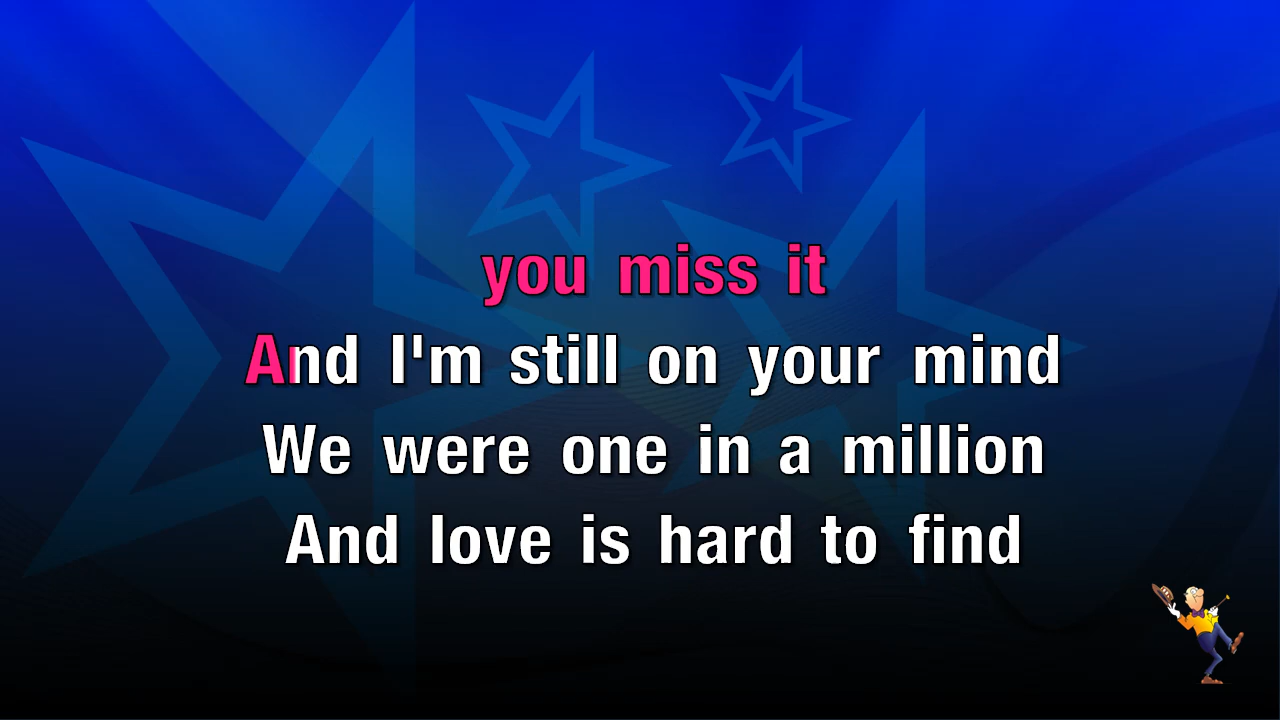 you miss it
And I'm still on your mind
We were one in a million
And love is hard to find